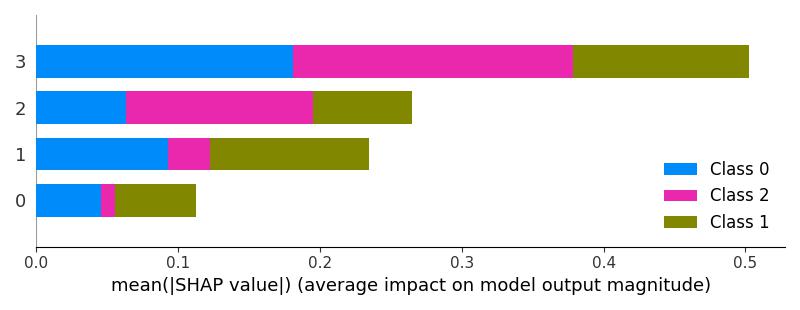 3
2
1
0
Class 0
Class 2
Class 1
0.0 0.1 0.2 0.3 0.4 0.5
mean(|SHAP value|) (average impact on model output magnitude)